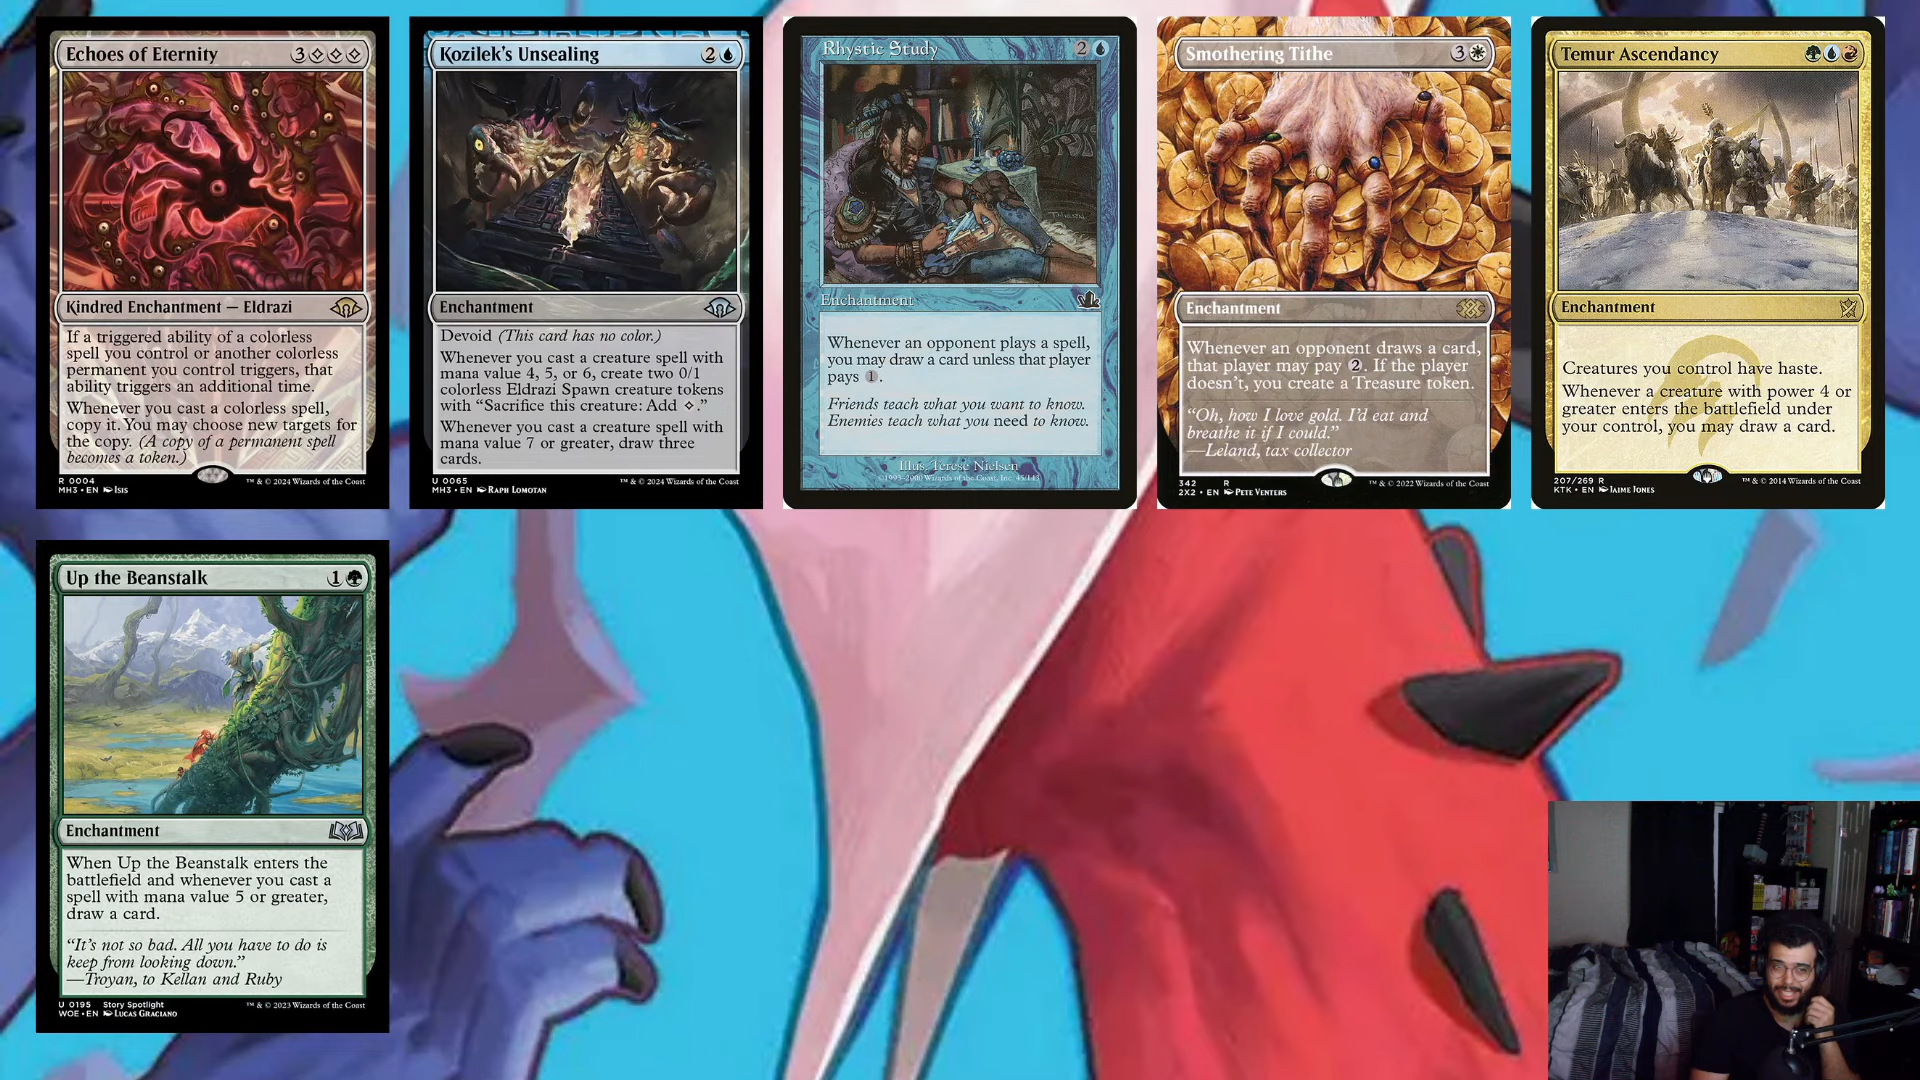 Echoes of Eternity 3
If a triggered ability of a colorless
spell you control or another colorless
permanent you control triggers, that
ability triggers an additional time.
Whenever you cast a colorless spell,
copy it. You may choose new targets for
the copy. (A copy of a permanent spell
becomes a token.)
Kindred Enchantment — Eldrazi
R 0004
MH3 • EN Isis
™ & © 2024 Wizards of the Coast
Kozilek's Unsealing 2
Enchantment
Devoid (This card has no color.)
Whenever you cast a creature spell with
mana value 4, 5, or 6, create two 0/1
colorless Eldrazi Spawn creature tokens
with “Sacrifice this creature: Add .”
Whenever you cast a creature spell with
mana value 7 or greater, draw three
cards.
U 0065
MH3 • EN Raph Lomotan
™ & © 2024 Wizards of the Coast
Rhystic Study 2
Enchantment
Whenever an opponent plays a spell,
you may draw a card unless that player
pays 1.
Friends teach what you want to know.
Enemies teach what you need to know.
Illus. Terese Nielsen
©1993-2000 Wizards of the Coast, Inc. 45/143
Smothering Tithe 3
Enchantment
Whenever an opponent draws a card,
that player may pay 2. If the player
doesn't, you create a Treasure token.
“Oh, how I love gold. I'd eat and
breathe it if I could.”
—Leland, tax collector
342 R
2X2 • EN Pete Venters
™ & © 2022 Wizards of the Coast
Temur Ascendancy
Enchantment
Creatures you control have haste.
Whenever a creature with power 4 or
greater enters the battlefield under
your control, you may draw a card.
207/269 R
KTK • EN Jaime Jones
™ & © 2014 Wizards of the Coast
Up the Beanstalk 1
Enchantment
When Up the Beanstalk enters the
battlefield and whenever you cast a
spell with mana value 5 or greater,
draw a card.
“It's not so bad. All you have to do is
keep from looking down.”
—Troyan, to Kellan and Ruby
U 0195 Story Spotlight
WOE • EN Lucas Graciano
™ & © 2023 Wizards of the Coast